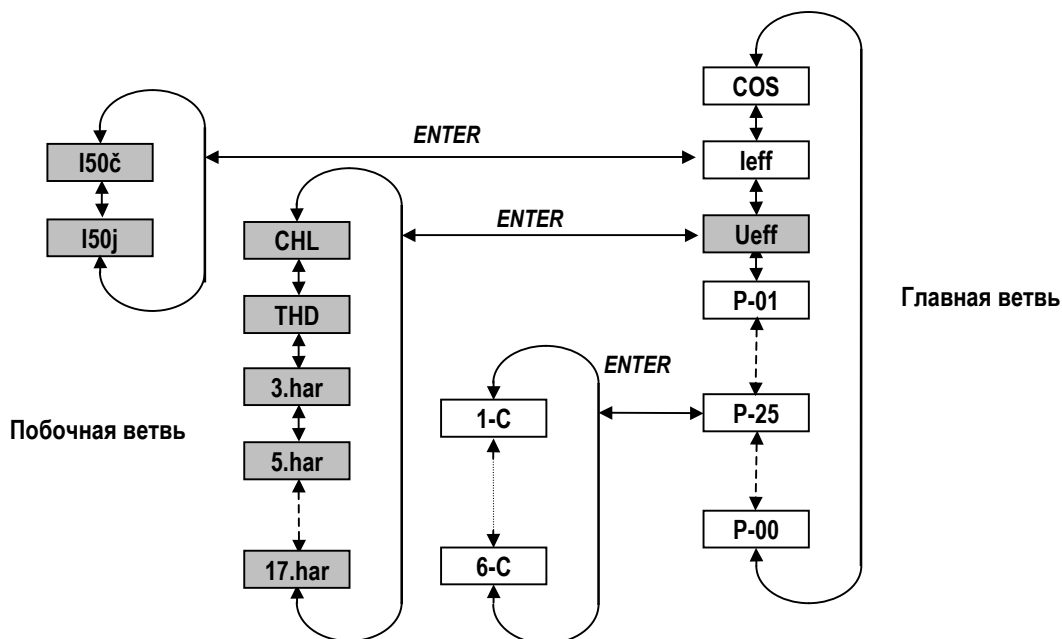 COS
ENTER
I50č
Ieff
I50j
CHL
ENTER
Ueff
THD
P-01
Главная ветвь
3.har
ENTER
1-C
P-25
Побочная ветвь
5.har
P-00
17.har
6-C